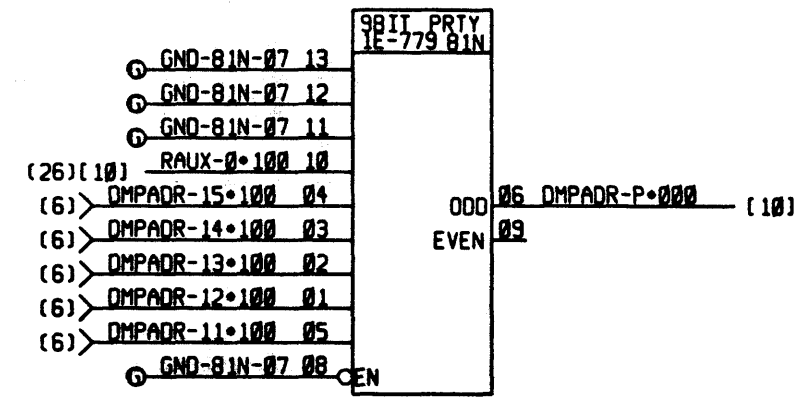 9BIT PRTY
1E-779 81N
G GND-81N-07 13
G GND-81N-07 12
G GND-81N-07 11
(26)[10] RAUX-0•100 10
(6) DMPADR-15•100 04
(6) DMPADR-14•100 03
(6) DMPADR-13•100 02
(6) DMPADR-12•100 01
(6) DMPADR-11•100 05
G GND-81N-07 08 EN
ODD 06 DMPADR-P•000 [10]
EVEN 09